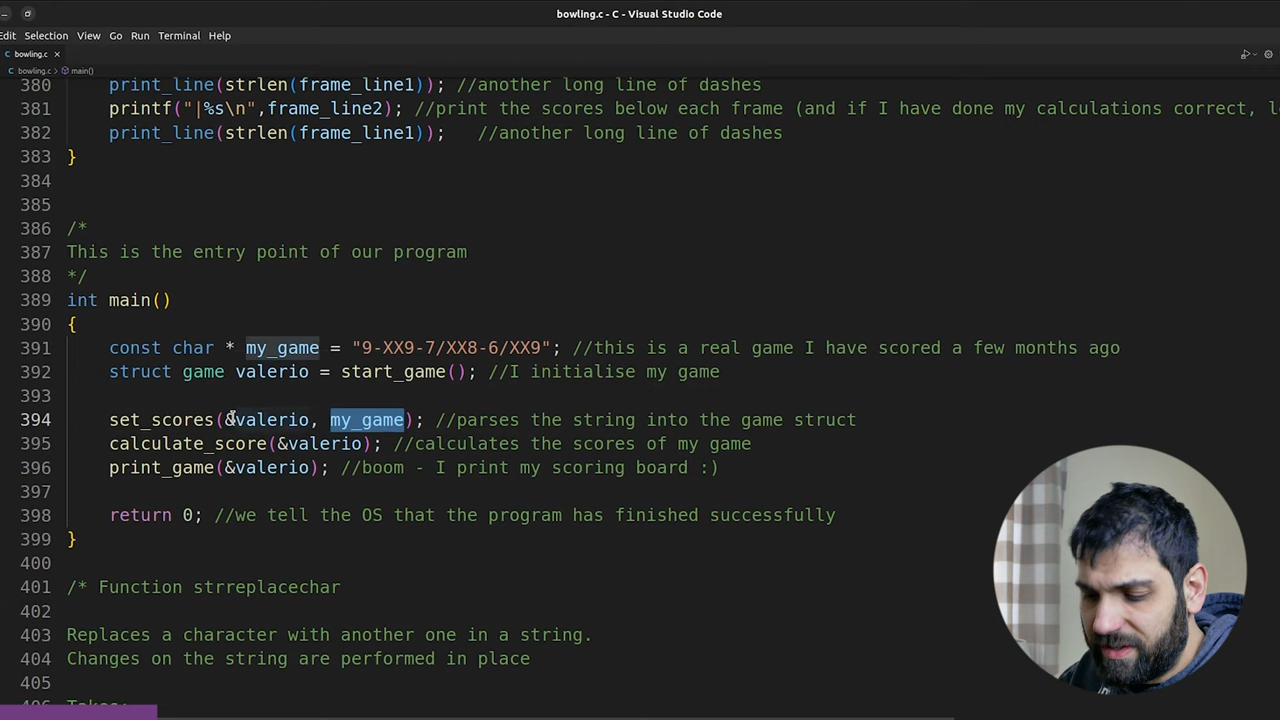 bowling.c - C - Visual Studio Code
Edit Selection View Go Run Terminal Help
bowling.c
bowling.c main()
380 print_line(strlen(frame_line1)); //another long line of dashes
381 printf("|%s\n",frame_line2); //print the scores below each frame (and if I have done my calculations correct, l
382 print_line(strlen(frame_line1)); //another long line of dashes
383 }
384
385
386 /*
387 This is the entry point of our program
388 */
389 int main()
390 {
391 const char * my_game = "9-XX9-7/XX8-6/XX9"; //this is a real game I have scored a few months ago
392 struct game valerio = start_game(); //I initialise my game
393
394 set_scores(&valerio, my_game); //parses the string into the game struct
395 calculate_score(&valerio); //calculates the scores of my game
396 print_game(&valerio); //boom - I print my scoring board :)
397
398 return 0; //we tell the OS that the program has finished successfully
399 }
400
401 /* Function strreplacechar
402
403 Replaces a character with another one in a string.
404 Changes on the string are performed in place
405
406 Takes: